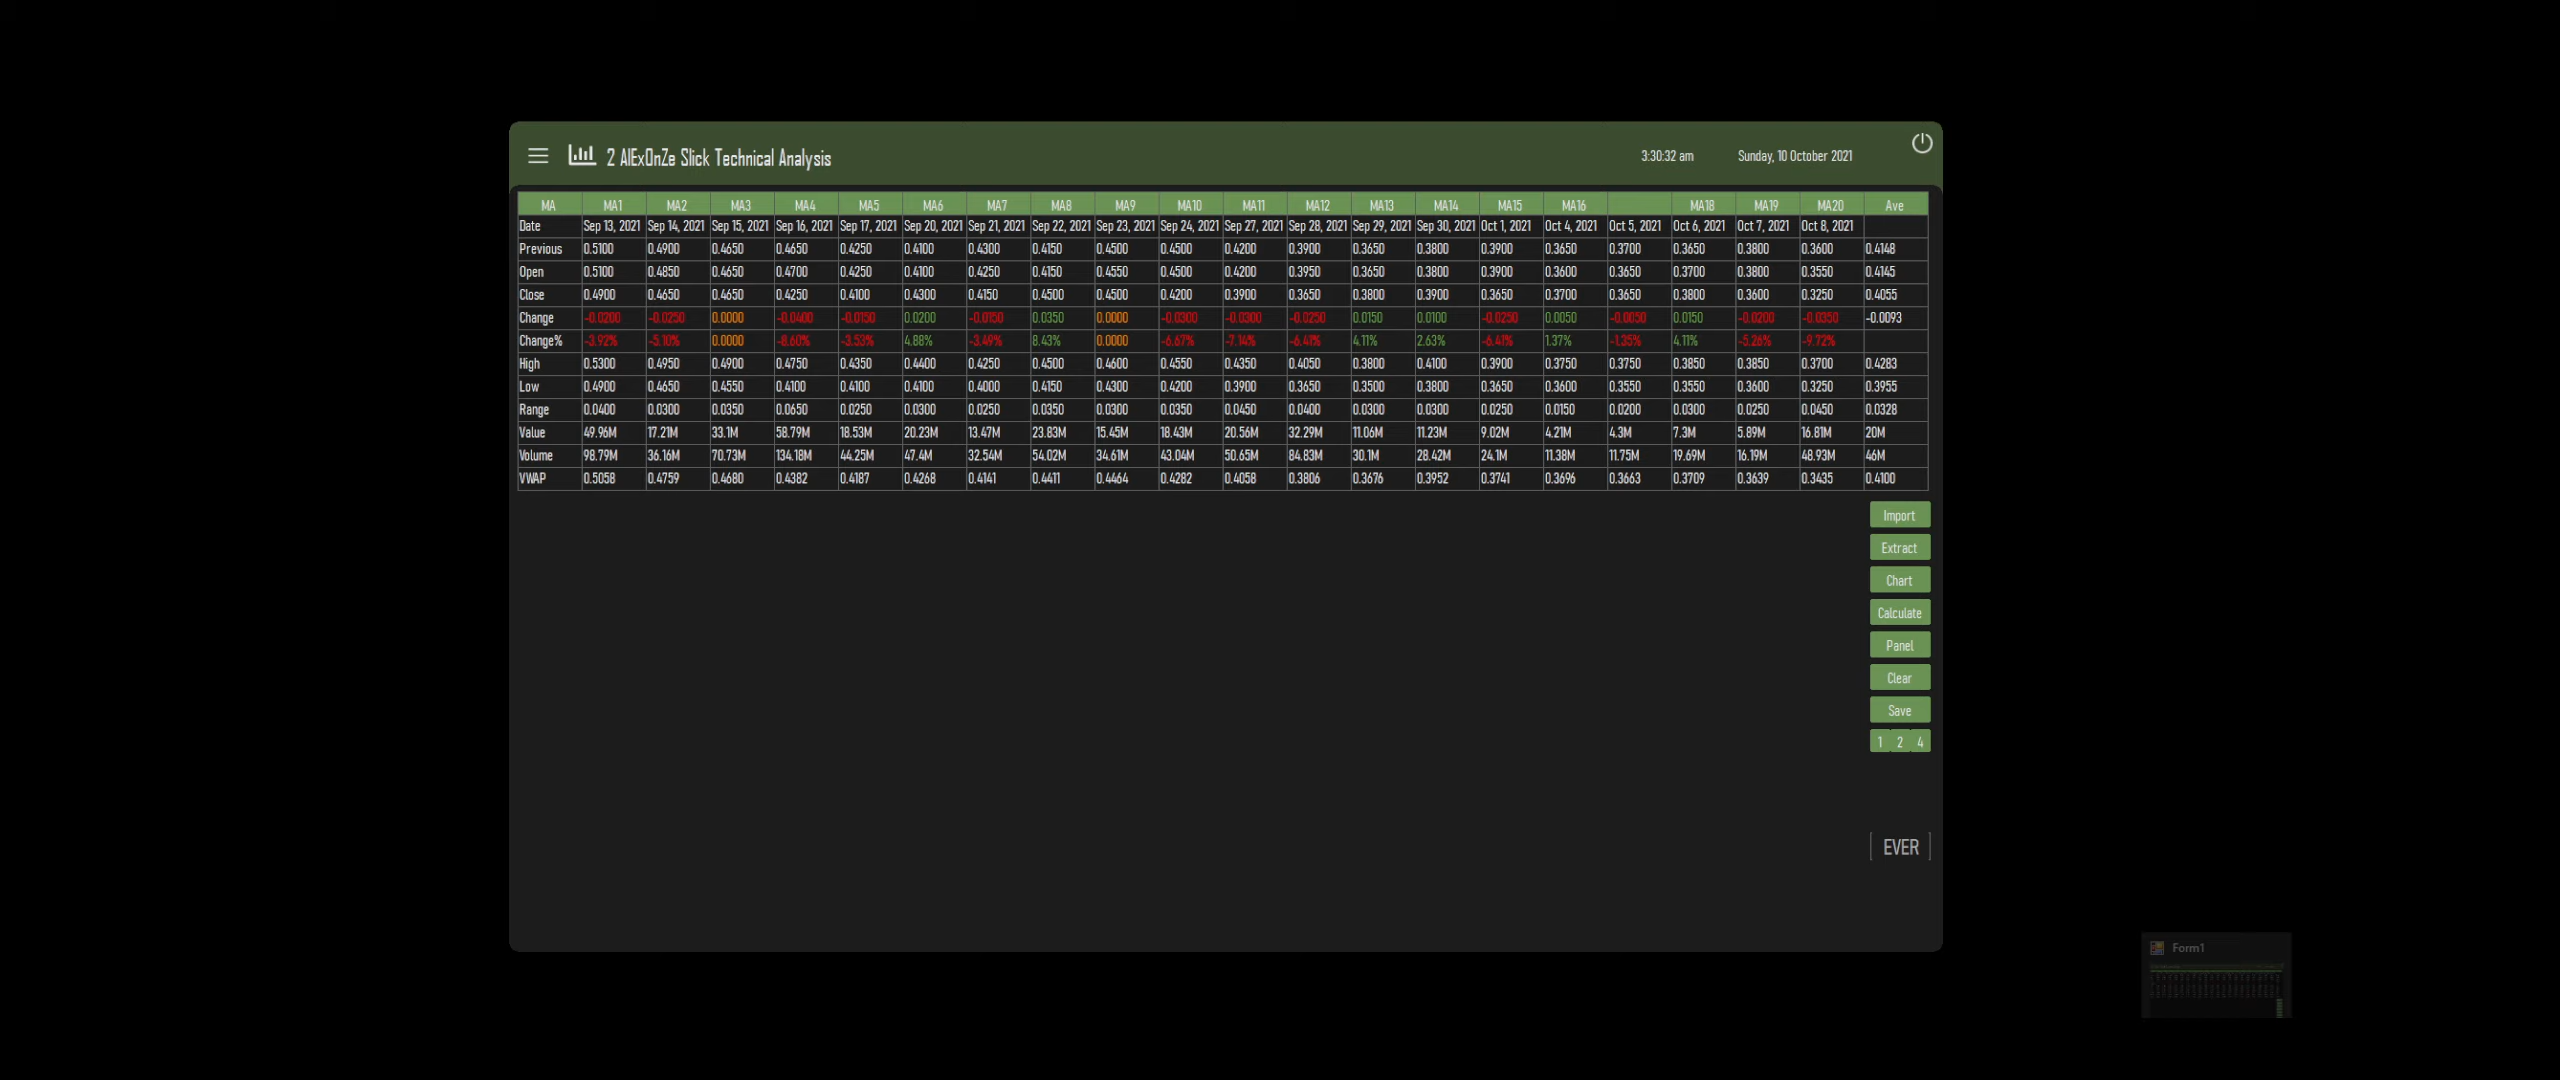 2 AlExOnZe Slick Technical Analysis 3:30:32 am Sunday, 10 October 2021
MA MA1 MA2 MA3 MA4 MA5 MA6 MA7 MA8 MA9 MA10 MA11 MA12 MA13 MA14 MA15 MA16 MA18 MA19 MA20 Ave
Date Sep 13, 2021 Sep 14, 2021 Sep 15, 2021 Sep 16, 2021 Sep 17, 2021 Sep 20, 2021 Sep 21, 2021 Sep 22, 2021 Sep 23, 2021 Sep 24, 2021 Sep 27, 2021 Sep 28, 2021 Sep 29, 2021 Sep 30, 2021 Oct 1, 2021 Oct 4, 2021 Oct 5, 2021 Oct 6, 2021 Oct 7, 2021 Oct 8, 2021
Previous 0.5100 0.4900 0.4650 0.4650 0.4250 0.4100 0.4300 0.4150 0.4500 0.4500 0.4200 0.3900 0.3650 0.3800 0.3900 0.3650 0.3700 0.3650 0.3800 0.3600 0.4148
Open 0.5100 0.4850 0.4650 0.4700 0.4250 0.4100 0.4250 0.4150 0.4550 0.4500 0.4200 0.3950 0.3650 0.3800 0.3900 0.3600 0.3650 0.3700 0.3800 0.3550 0.4145
Close 0.4900 0.4650 0.4650 0.4250 0.4100 0.4300 0.4150 0.4500 0.4500 0.4200 0.3900 0.3650 0.3800 0.3900 0.3650 0.3700 0.3650 0.3800 0.3600 0.3250 0.4055
Change -0.0200 -0.0250 0.0000 -0.0400 -0.0150 0.0200 -0.0150 0.0350 0.0000 -0.0300 -0.0300 -0.0250 0.0150 0.0100 -0.0250 0.0050 -0.0050 0.0150 -0.0200 -0.0350 -0.0093
Change% -3.92% -5.10% 0.0000 -8.60% -3.53% 4.88% -3.49% 8.43% 0.0000 -6.67% -7.14% -6.41% 4.11% 2.63% -6.41% 1.37% -1.35% 4.11% -5.26% -9.72%
High 0.5300 0.4950 0.4900 0.4750 0.4350 0.4400 0.4250 0.4500 0.4600 0.4550 0.4350 0.4050 0.3800 0.4100 0.3900 0.3750 0.3750 0.3850 0.3850 0.3700 0.4283
Low 0.4900 0.4650 0.4550 0.4100 0.4100 0.4100 0.4000 0.4150 0.4300 0.4200 0.3900 0.3650 0.3500 0.3800 0.3650 0.3600 0.3550 0.3550 0.3600 0.3250 0.3955
Range 0.0400 0.0300 0.0350 0.0650 0.0250 0.0300 0.0250 0.0350 0.0300 0.0350 0.0450 0.0400 0.0300 0.0300 0.0250 0.0150 0.0200 0.0300 0.0250 0.0450 0.0328
Value 49.96M 17.21M 33.1M 58.79M 18.53M 20.23M 13.47M 23.83M 15.45M 18.43M 20.56M 32.29M 11.06M 11.23M 9.02M 4.21M 4.3M 7.3M 5.89M 16.81M 20M
Volume 98.79M 36.16M 70.73M 134.18M 44.25M 47.4M 32.54M 54.02M 34.61M 43.04M 50.65M 84.83M 30.1M 28.42M 24.1M 11.38M 11.75M 19.69M 16.19M 48.93M 46M
VWAP 0.5058 0.4759 0.4680 0.4382 0.4187 0.4268 0.4141 0.4411 0.4464 0.4282 0.4058 0.3806 0.3676 0.3952 0.3741 0.3696 0.3663 0.3709 0.3639 0.3435 0.4100
Import
Extract
Chart
Calculate
Panel
Clear
Save
1 2 4
EVER
Form1